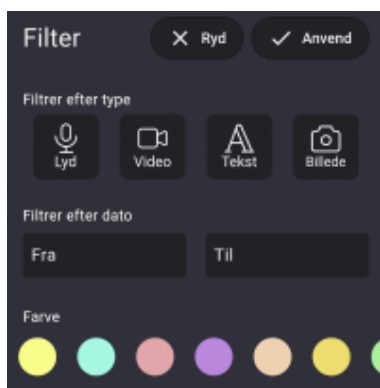 Filter Ryd Anvend
Filtrer efter type
Lyd Video Tekst Billede
Filtrer efter dato
Fra Til
Farve